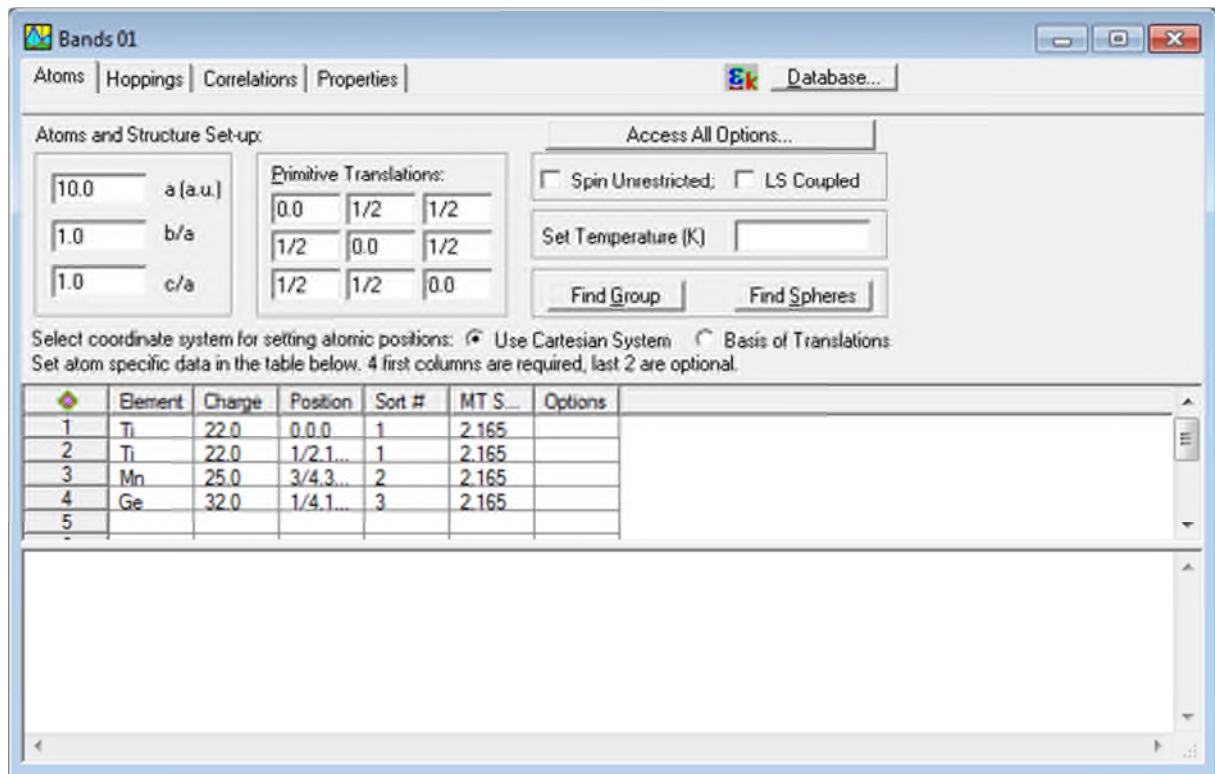 Bands 01
Atoms Hoppings Correlations Properties Database...
Atoms and Structure Set-up: Access All Options...
10.0 a (a.u.)
1.0 b/a
1.0 c/a
Primitive Translations:
0.0 1/2 1/2
1/2 0.0 1/2
1/2 1/2 0.0
Spin Unrestricted; LS Coupled
Set Temperature (K)
Find Group Find Spheres
Select coordinate system for setting atomic positions: Use Cartesian System Basis of Translations
Set atom specific data in the table below. 4 first columns are required, last 2 are optional.
Element Charge Position Sort # MT S... Options
1 Ti 22.0 0.0.0 1 2.165
2 Ti 22.0 1/2.1... 1 2.165
3 Mn 25.0 3/4.3... 2 2.165
4 Ge 32.0 1/4.1... 3 2.165
5